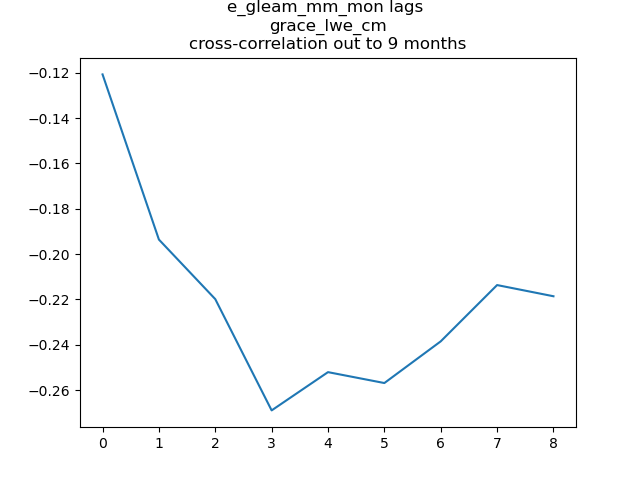 e_gleam_mm_mon lags
grace_lwe_cm
cross-correlation out to 9 months
−0.12
−0.14
−0.16
−0.18
−0.20
−0.22
−0.24
−0.26
0 1 2 3 4 5 6 7 8